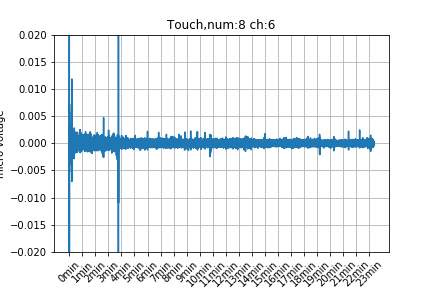 Touch,num:8 ch:6
0.020
0.015
0.010
0.005
0.000
−0.005
−0.010
−0.015
−0.020
micro voltage
0min
1min
2min
3min
4min
5min
6min
7min
8min
9min
10min
11min
12min
13min
14min
15min
16min
17min
18min
19min
20min
21min
22min
23min